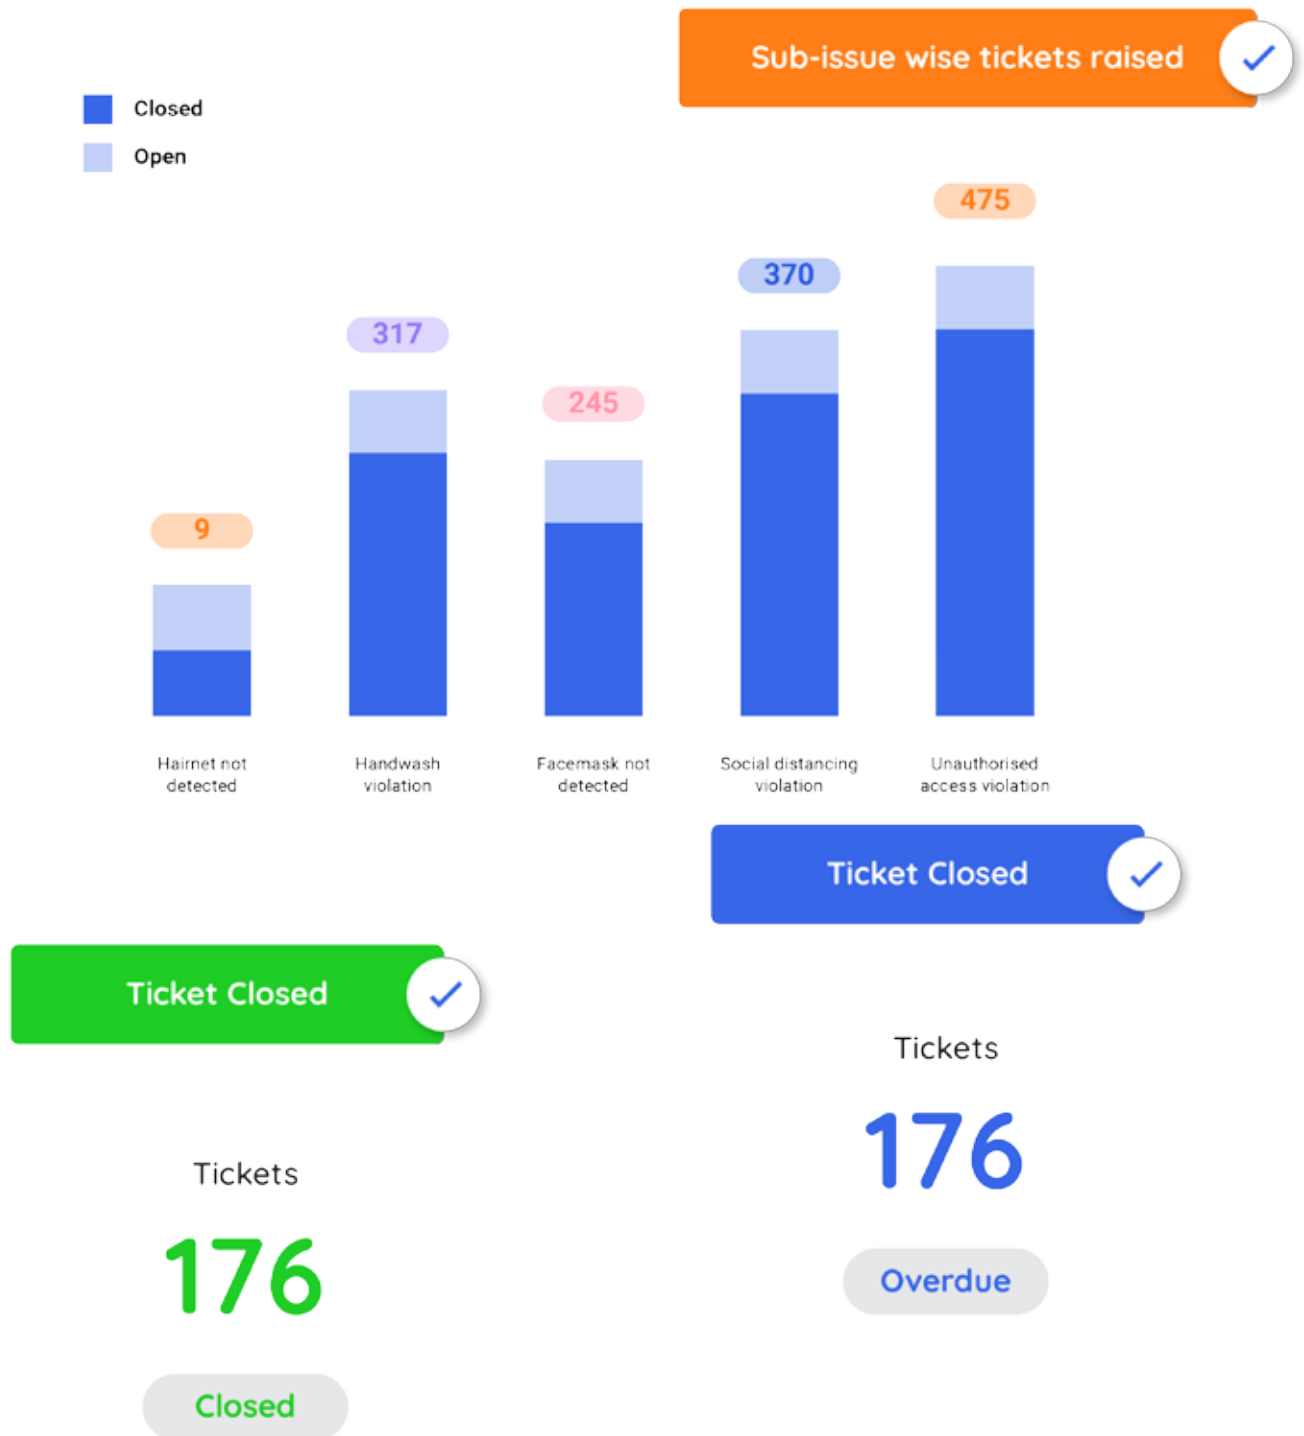 Sub-issue wise tickets raised
Closed
Open
475
370
317
245
9
Hairnet not
detected
Handwash
violation
Facemask not
detected
Social distancing
violation
Unauthorised
access violation
Ticket Closed
Ticket Closed
Tickets
176
Overdue
Tickets
176
Closed